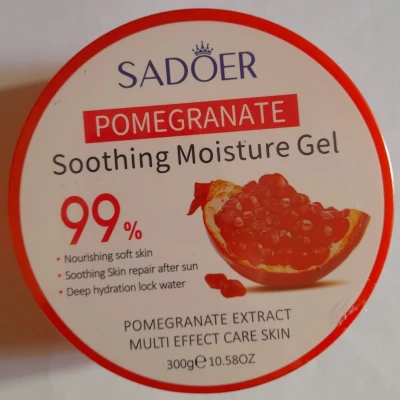 SADOER
POMEGRANATE
Soothing Moisture Gel
99%
• Nourishing soft skin
• Soothing Skin repair after sun
• Deep hydration lock water
POMEGRANATE EXTRACT
MULTI EFFECT CARE SKIN
300g℮10.58OZ